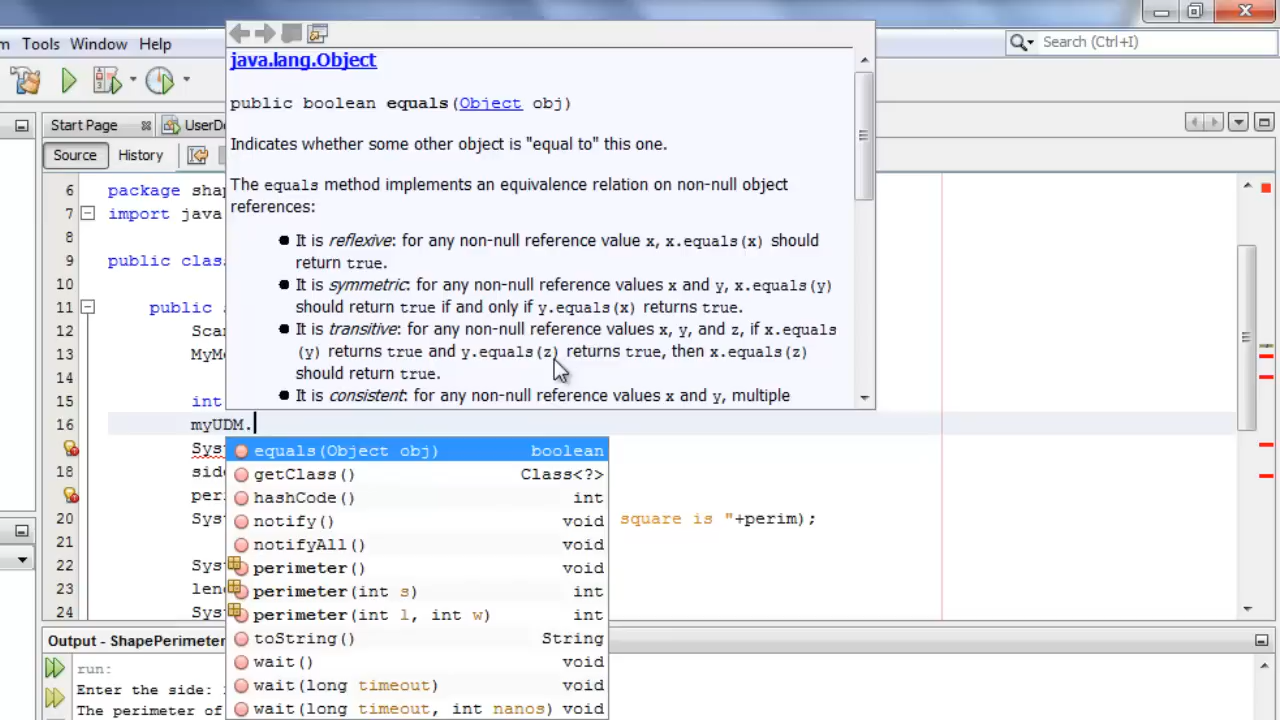 m Tools Window Help
Search (Ctrl+I)
Start Page
UserDe
Source History
java.lang.Object
public boolean equals(Object obj)
Indicates whether some other object is "equal to" this one.
The equals method implements an equivalence relation on non-null object
references:
It is reflexive: for any non-null reference value x, x.equals(x) should
return true.
It is symmetric: for any non-null reference values x and y, x.equals(y)
should return true if and only if y.equals(x) returns true.
It is transitive: for any non-null reference values x, y, and z, if x.equals
(y) returns true and y.equals(z) returns true, then x.equals(z)
should return true.
It is consistent: for any non-null reference values x and y, multiple
6 package shap
7 import java
8
9 public clas
10
11 public s
12 Scan
13 MyMe
14
15 int
16 myUDM.
Sys
18 side
peri
20 Sys square is "+perim);
21
22 Sys
23 leng
24 Sys
equals(Object obj) boolean
getClass() Class<?>
hashCode() int
notify() void
notifyAll() void
perimeter() void
perimeter(int s) int
perimeter(int l, int w) int
toString() String
wait() void
wait(long timeout) void
wait(long timeout, int nanos) void
Output - ShapePerimeter
run:
Enter the side:
The perimeter of